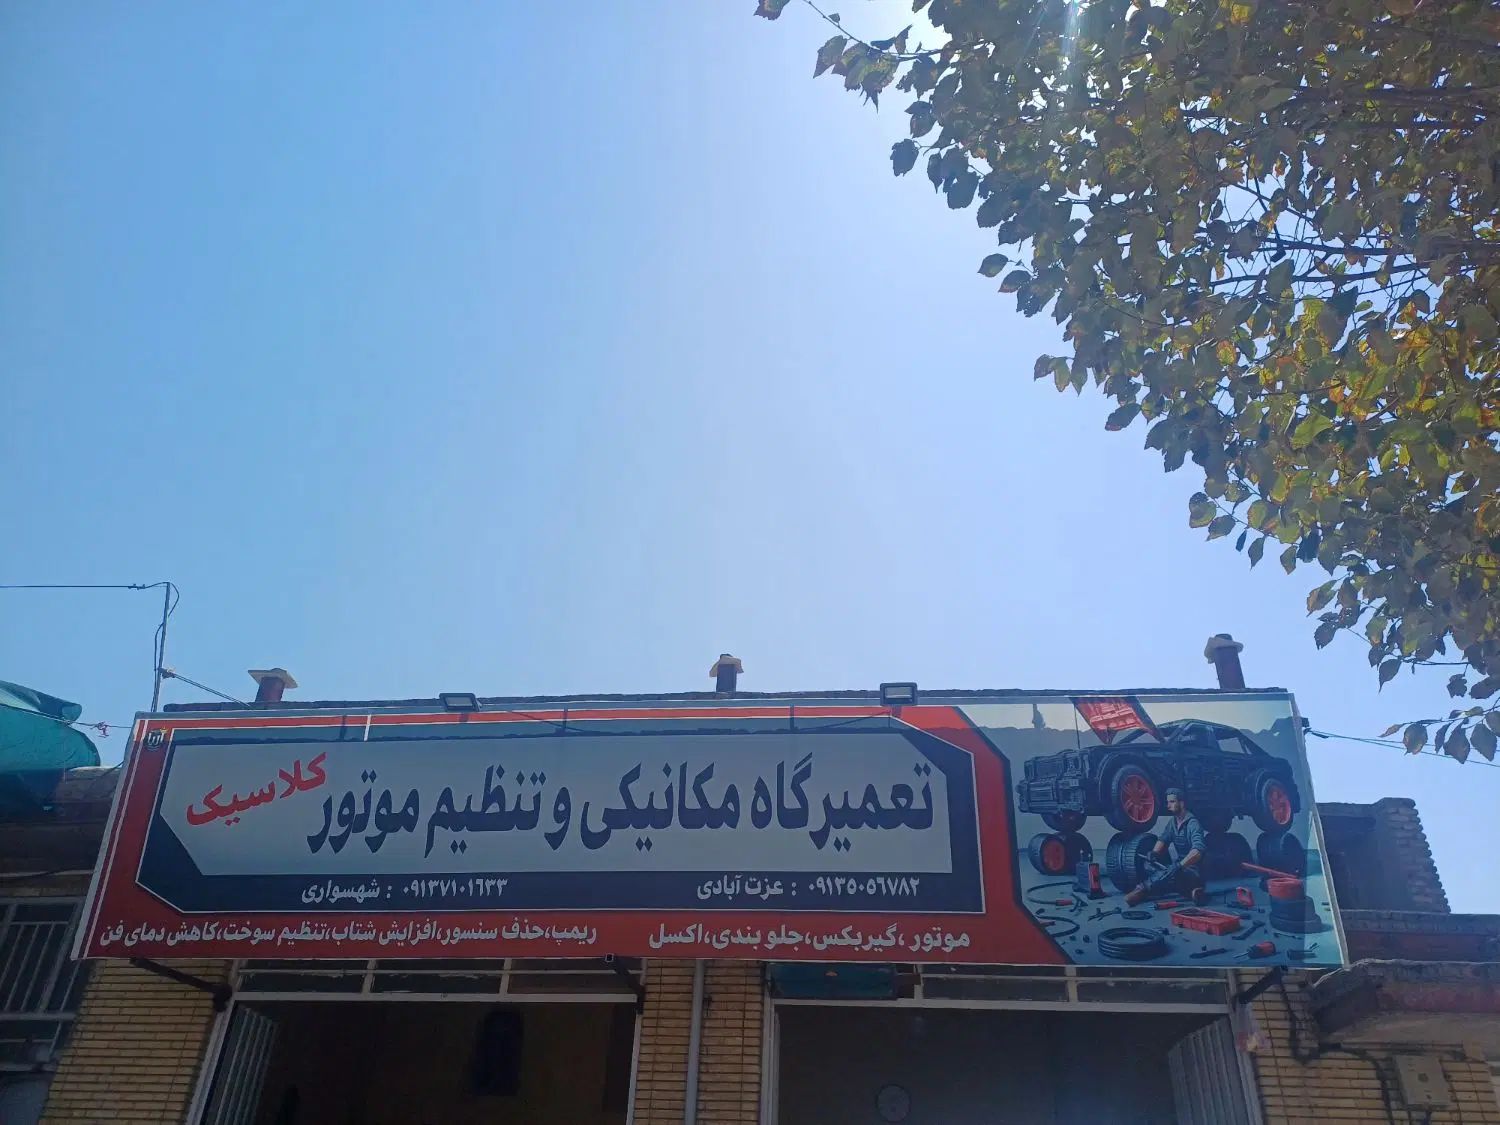 تعمیرگاه مکانیکی و تنظیم موتور کلاسیک
۰۹۱۳۵۰۵۶۷۸۲ : عزت آبادی
۰۹۱۳۷۱۰۱۶۳۳ : شهسواری
موتور ،گیربکس،جلو بندی،اکسل
ریمپ،حذف سنسور،افزایش شتاب،تنظیم سوخت،کاهش دمای فن